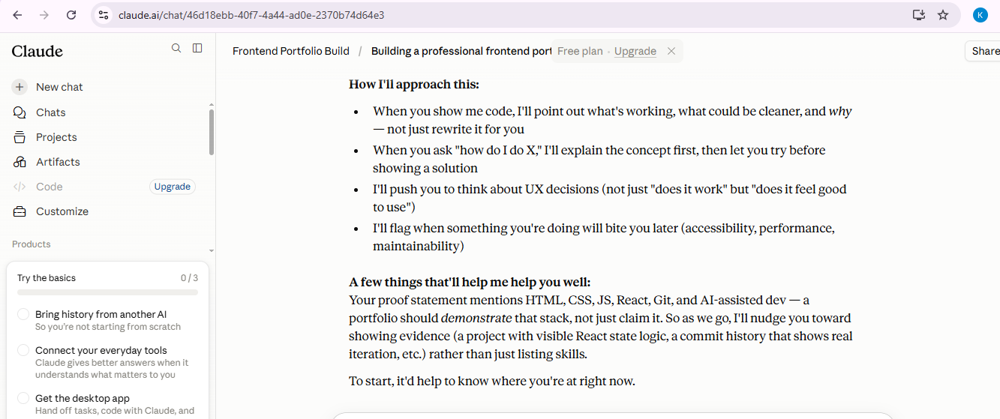 claude.ai/chat/46d18ebb-40f7-4a44-ad0e-2370b74d64e3
K
Claude
Frontend Portfolio Build / Building a professional frontend port
Free plan · Upgrade
Share
New chat
Chats
Projects
Artifacts
Code
Upgrade
Customize
Products
Try the basics
0 / 3
Bring history from another AI
So you're not starting from scratch
Connect your everyday tools
Claude gives better answers when it
understands what matters to you
Get the desktop app
Hand off tasks, code with Claude, and
How I'll approach this:
• When you show me code, I'll point out what's working, what could be cleaner, and why
— not just rewrite it for you
• When you ask "how do I do X," I'll explain the concept first, then let you try before
showing a solution
• I'll push you to think about UX decisions (not just "does it work" but "does it feel good
to use")
• I'll flag when something you're doing will bite you later (accessibility, performance,
maintainability)
A few things that'll help me help you well:
Your proof statement mentions HTML, CSS, JS, React, Git, and AI-assisted dev — a
portfolio should demonstrate that stack, not just claim it. So as we go, I'll nudge you toward
showing evidence (a project with visible React state logic, a commit history that shows real
iteration, etc.) rather than just listing skills.
To start, it'd help to know where you're at right now.